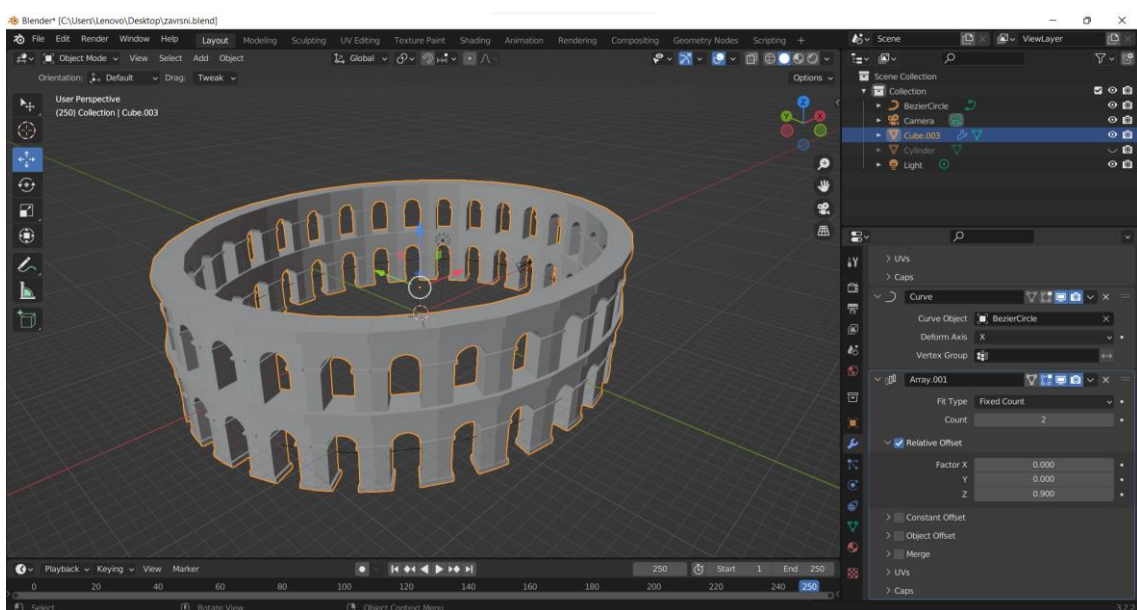 Blender* [C:\Users\Lenovo\Desktop\zavrsni.blend]
File Edit Render Window Help Layout Modeling Sculpting UV Editing Texture Paint Shading Animation Rendering Compositing Geometry Nodes Scripting + Scene ViewLayer
Object Mode View Select Add Object Global
Orientation: Default Drag: Tweak Options
User Perspective
(250) Collection | Cube.003
Z
Scene Collection
Collection
BezierCircle
Camera
Cube.003
Cylinder
Light
> UVs
> Caps
Curve
Curve Object BezierCircle
Deform Axis X
Vertex Group
Array.001
Fit Type Fixed Count
Count 2
Relative Offset
Factor X 0.000
Y 0.000
Z 0.900
> Constant Offset
> Object Offset
> Merge
> UVs
> Caps
Playback Keying View Marker 250 Start 1 End 250
0 20 40 60 80 100 120 140 160 180 200 220 240 250
Select Rotate View Object Context Menu 3.2.1